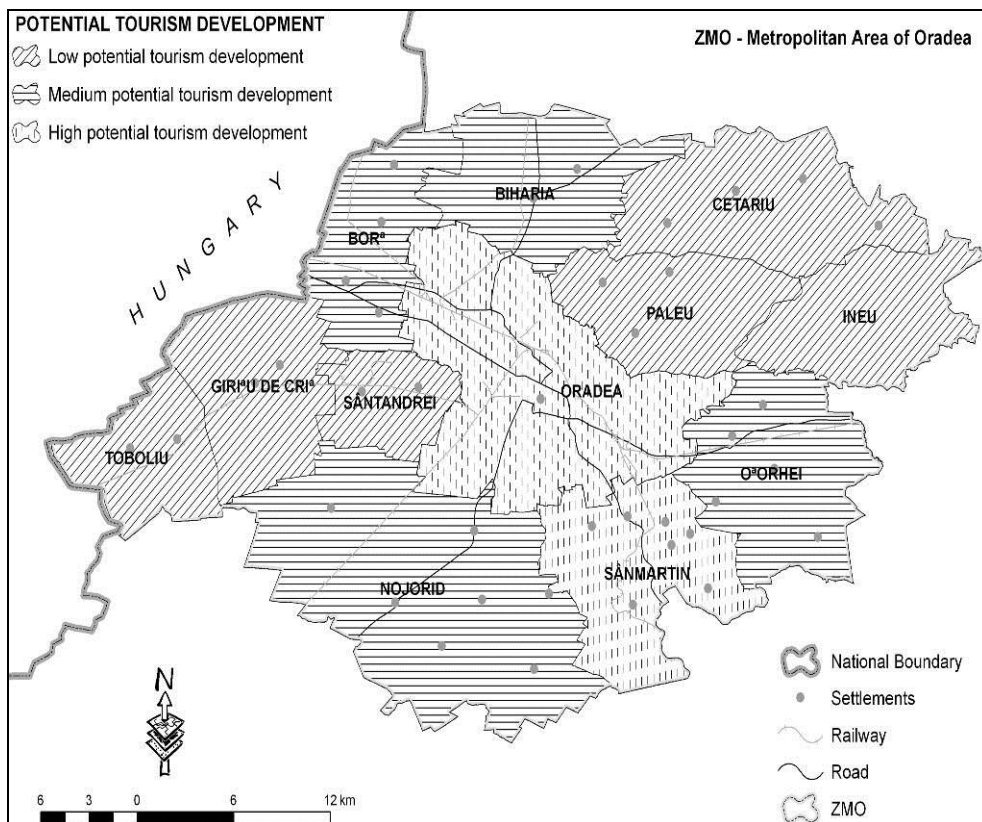 POTENTIAL TOURISM DEVELOPMENT
Low potential tourism development
Medium potential tourism development
High potential tourism development
ZMO - Metropolitan Area of Oradea
HUNGARY
BIHARIA
CETARIU
BORª
PALEU
INEU
GIRIªU DE CRIª
SÂNTANDREI
ORADEA
TOBOLIU
OªORHEI
SÂNMARTIN
NOJORID
N
National Boundary
Settlements
Railway
Road
ZMO
6 3 0 6 12 km